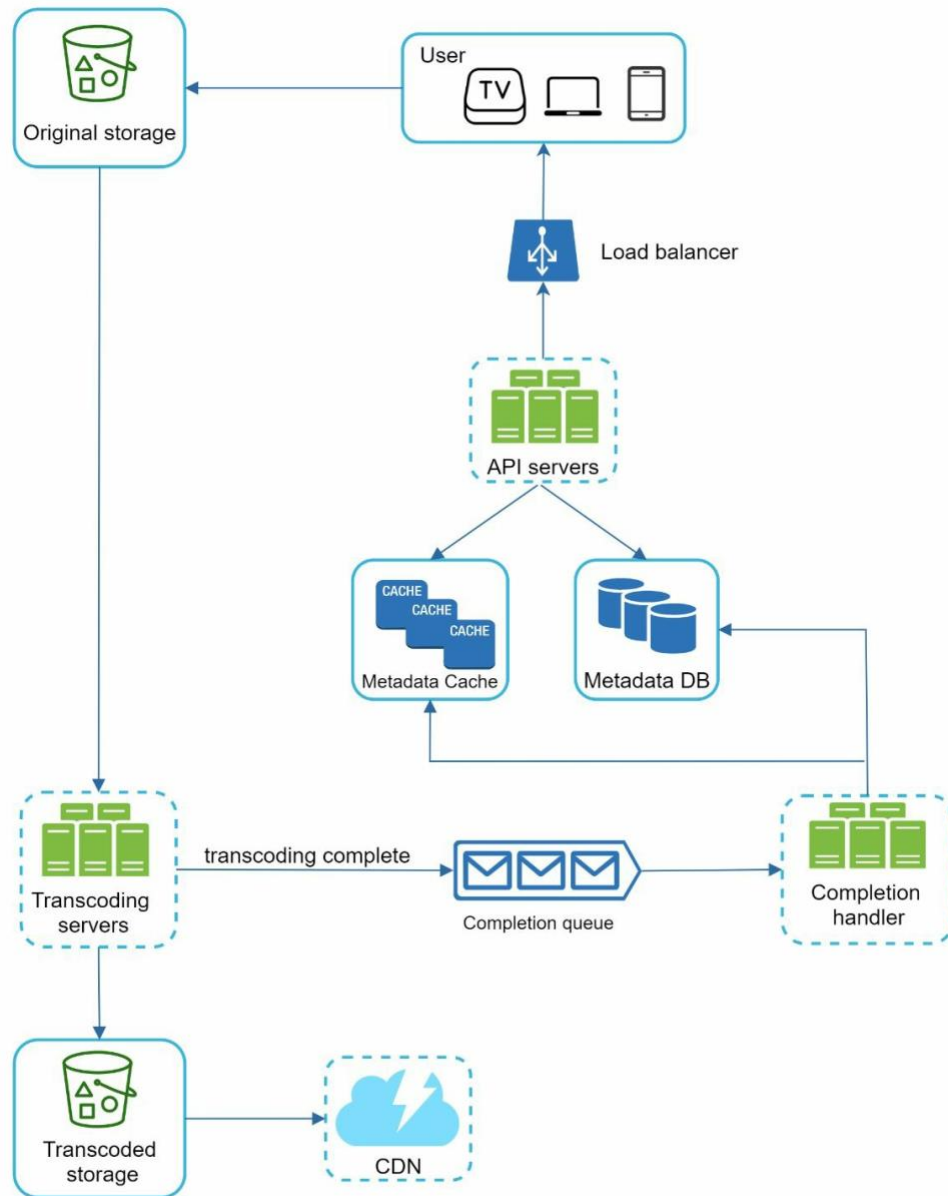 User
TV
Original storage
Load balancer
API servers
CACHE
CACHE
CACHE
Metadata Cache
Metadata DB
transcoding complete
Transcoding
servers
Completion queue
Completion
handler
Transcoded
storage
CDN